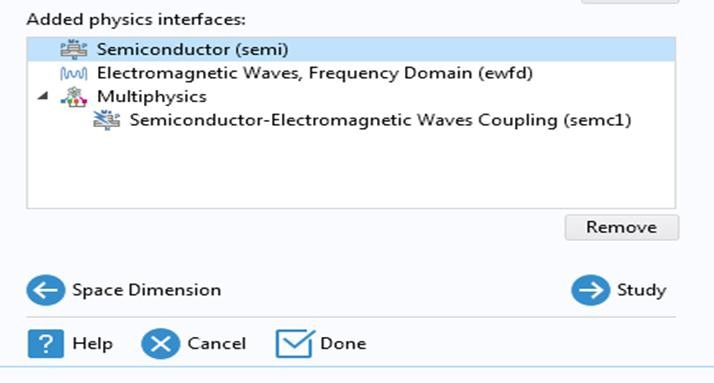 Added physics interfaces:
Semiconductor (semi)
Electromagnetic Waves, Frequency Domain (ewfd)
Multiphysics
Semiconductor-Electromagnetic Waves Coupling (semc1)
Remove
Space Dimension Study
? Help Cancel Done